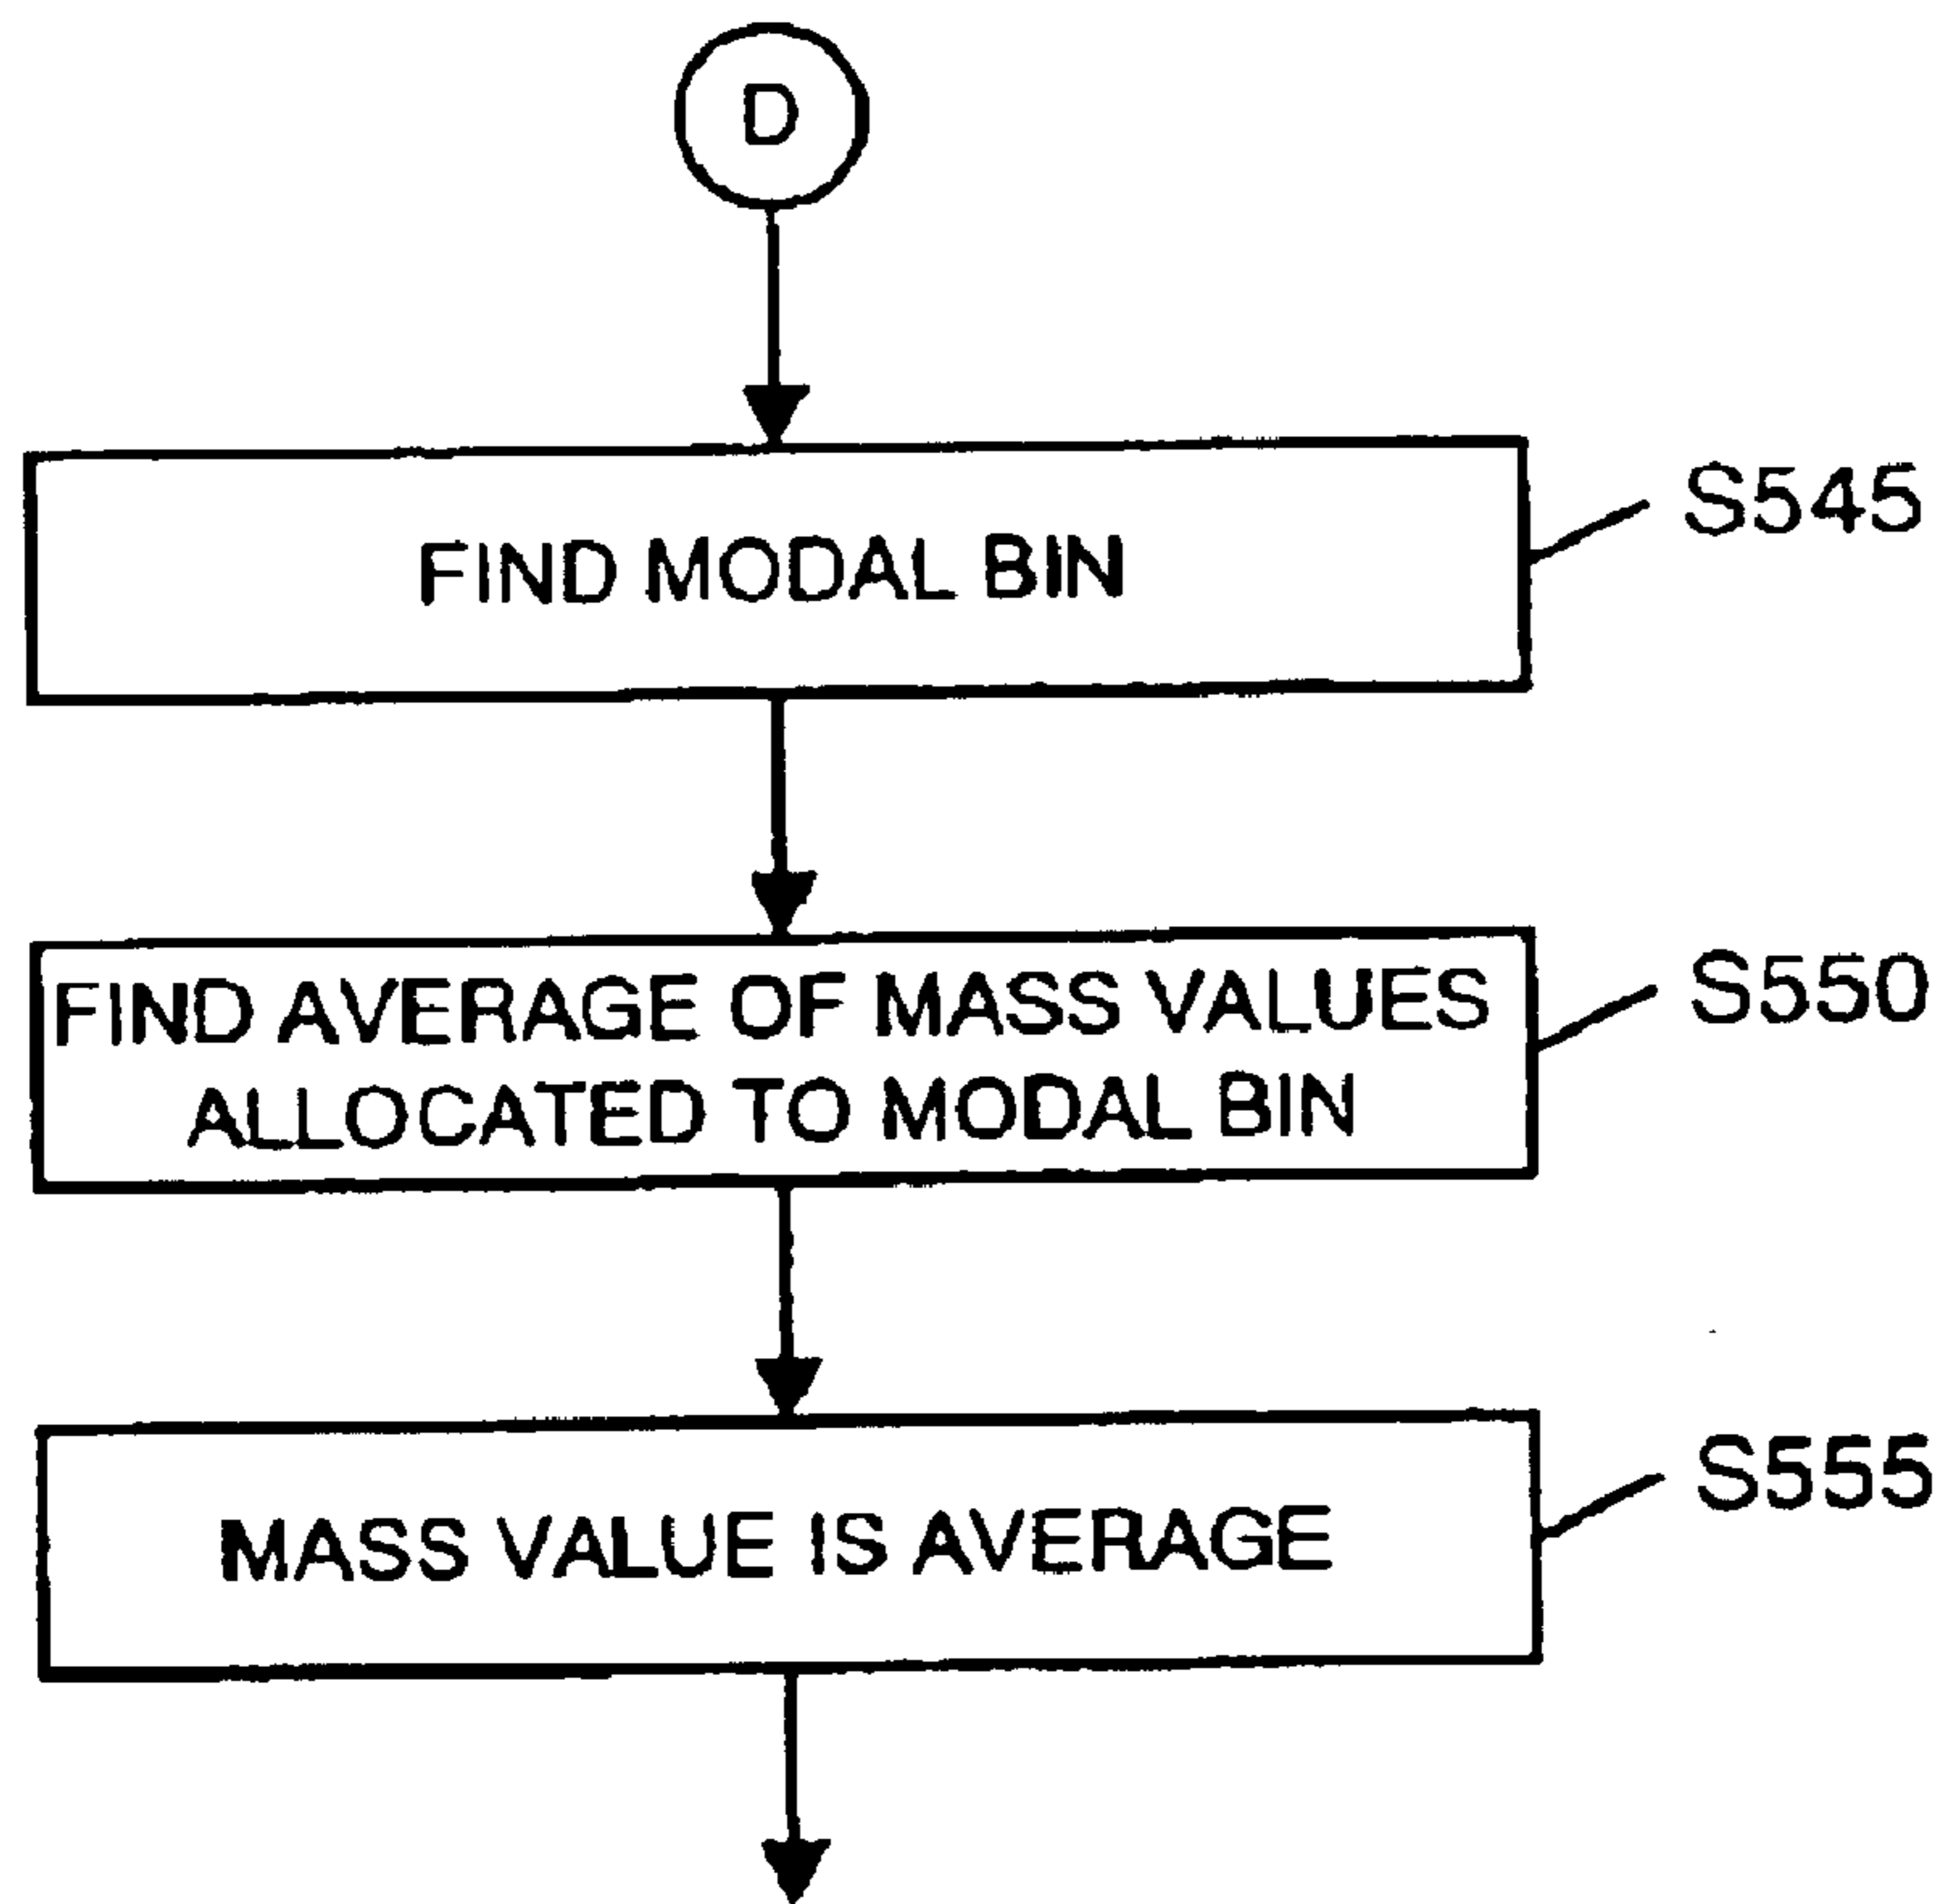 D
FIND MODAL BIN
S545
FIND AVERAGE OF MASS VALUES
ALLOCATED TO MODAL BIN
S550
MASS VALUE IS AVERAGE
S555